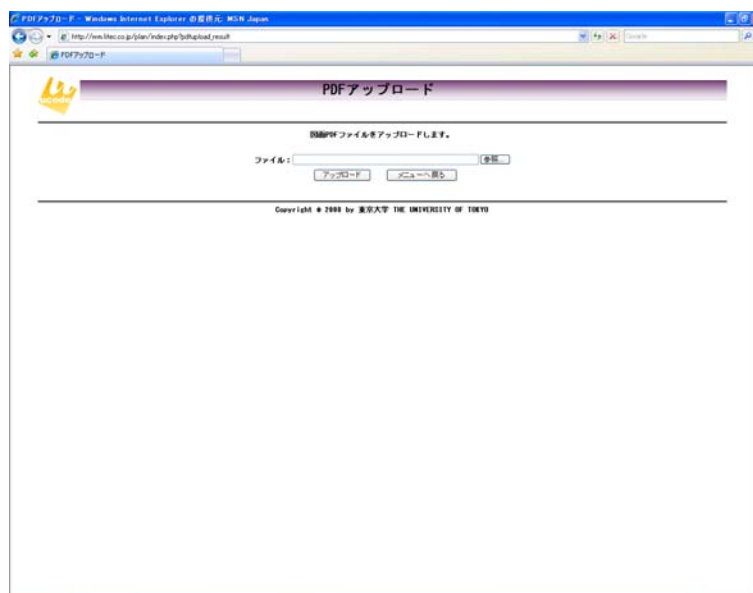 PDFアップロード - Windows Internet Explorer の提供元: MSN Japan
PDFアップロード
ucode
PDFアップロード
図面PDFファイルをアップロードします。
ファイル:
参照...
アップロード
メニューへ戻る
Copyright © 2008 by 東京大学 THE UNIVERSITY OF TOKYO